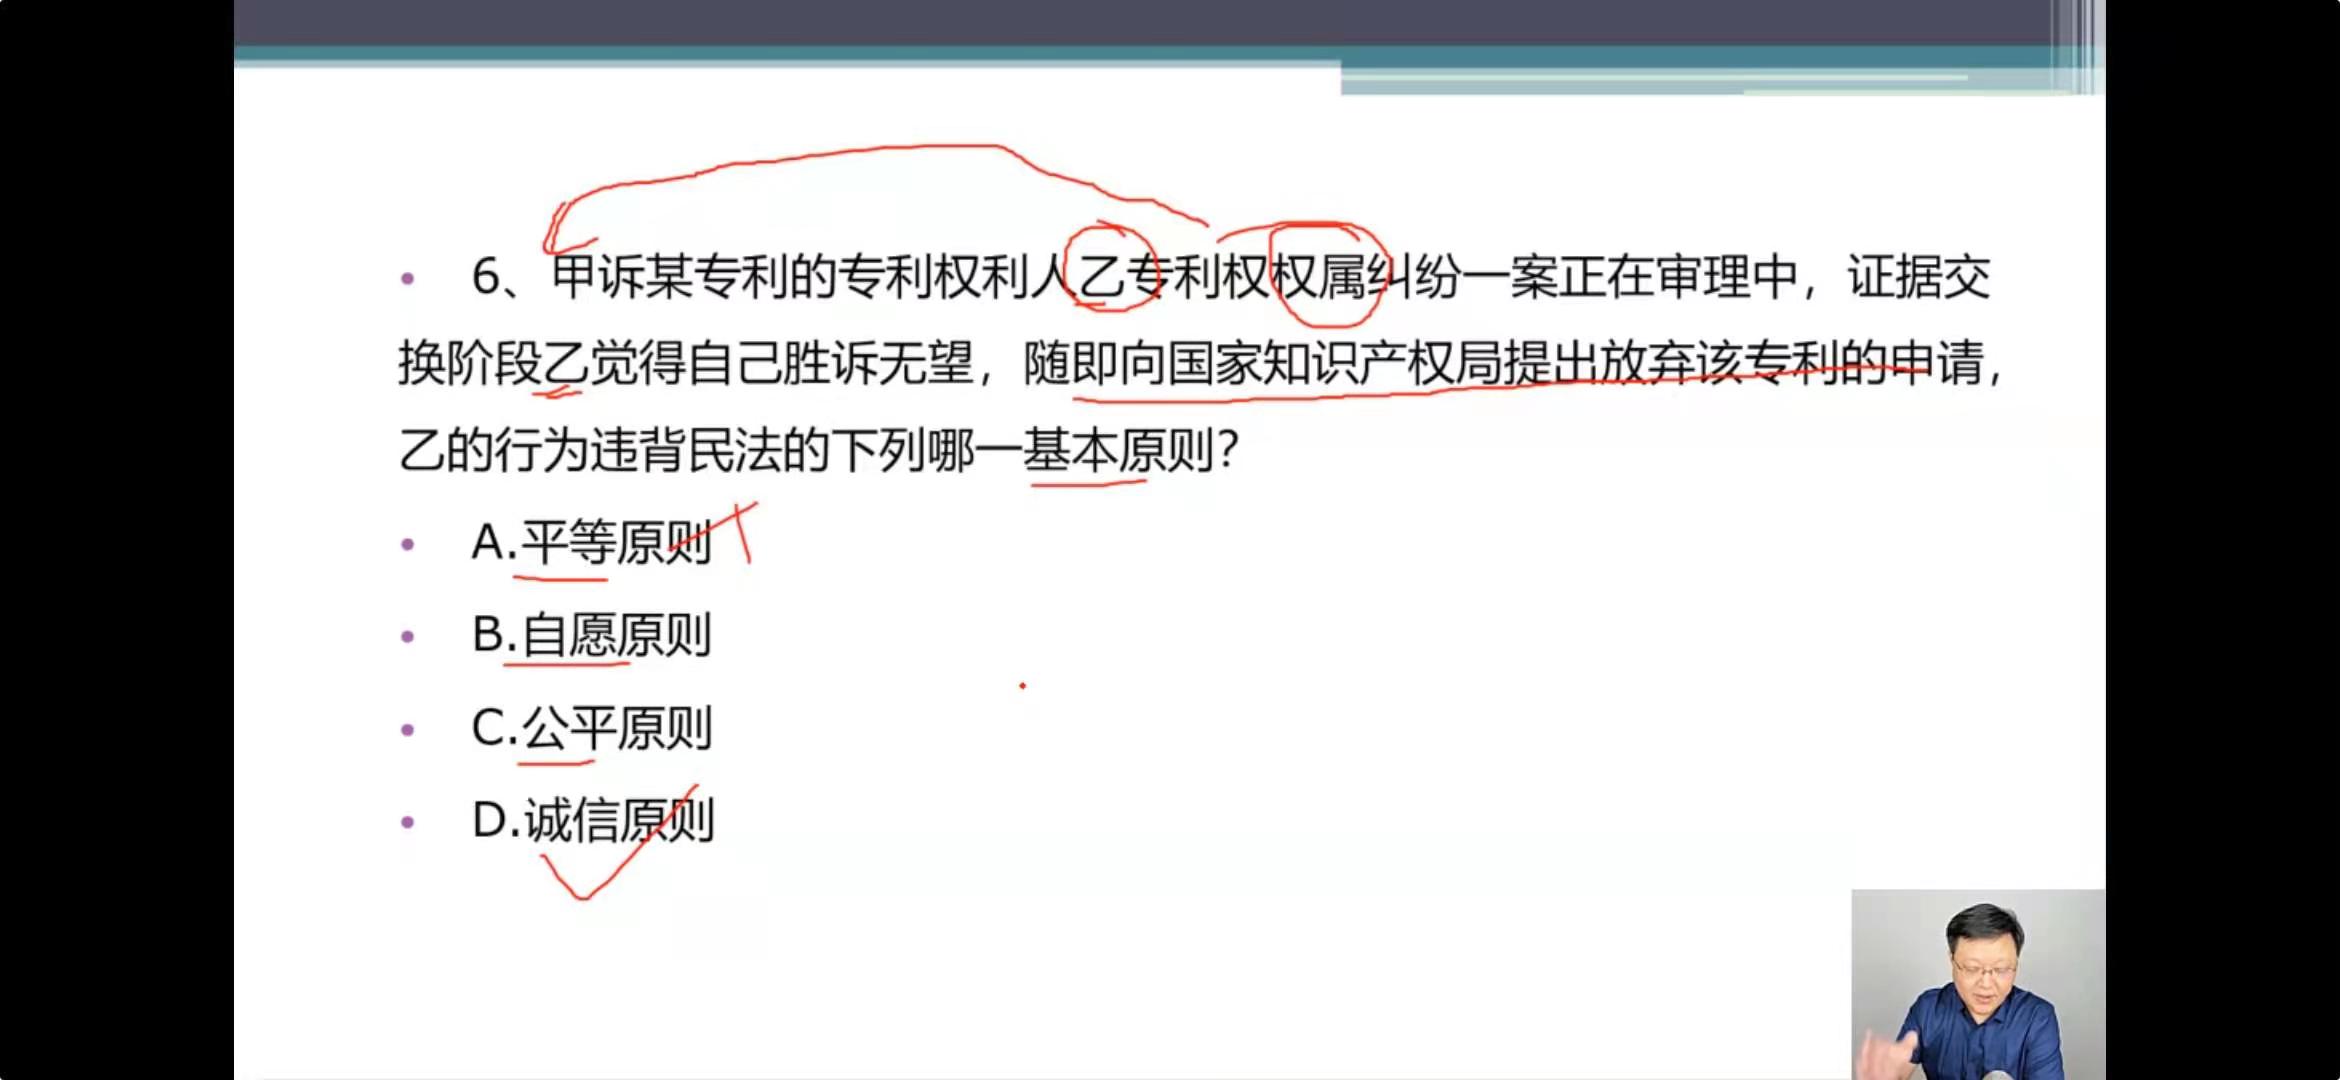 6、甲诉某专利的专利权利人乙专利权权属纠纷一案正在审理中，证据交
换阶段乙觉得自己胜诉无望，随即向国家知识产权局提出放弃该专利的申请，
乙的行为违背民法的下列哪一基本原则？
A.平等原则
B.自愿原则
C.公平原则
D.诚信原则